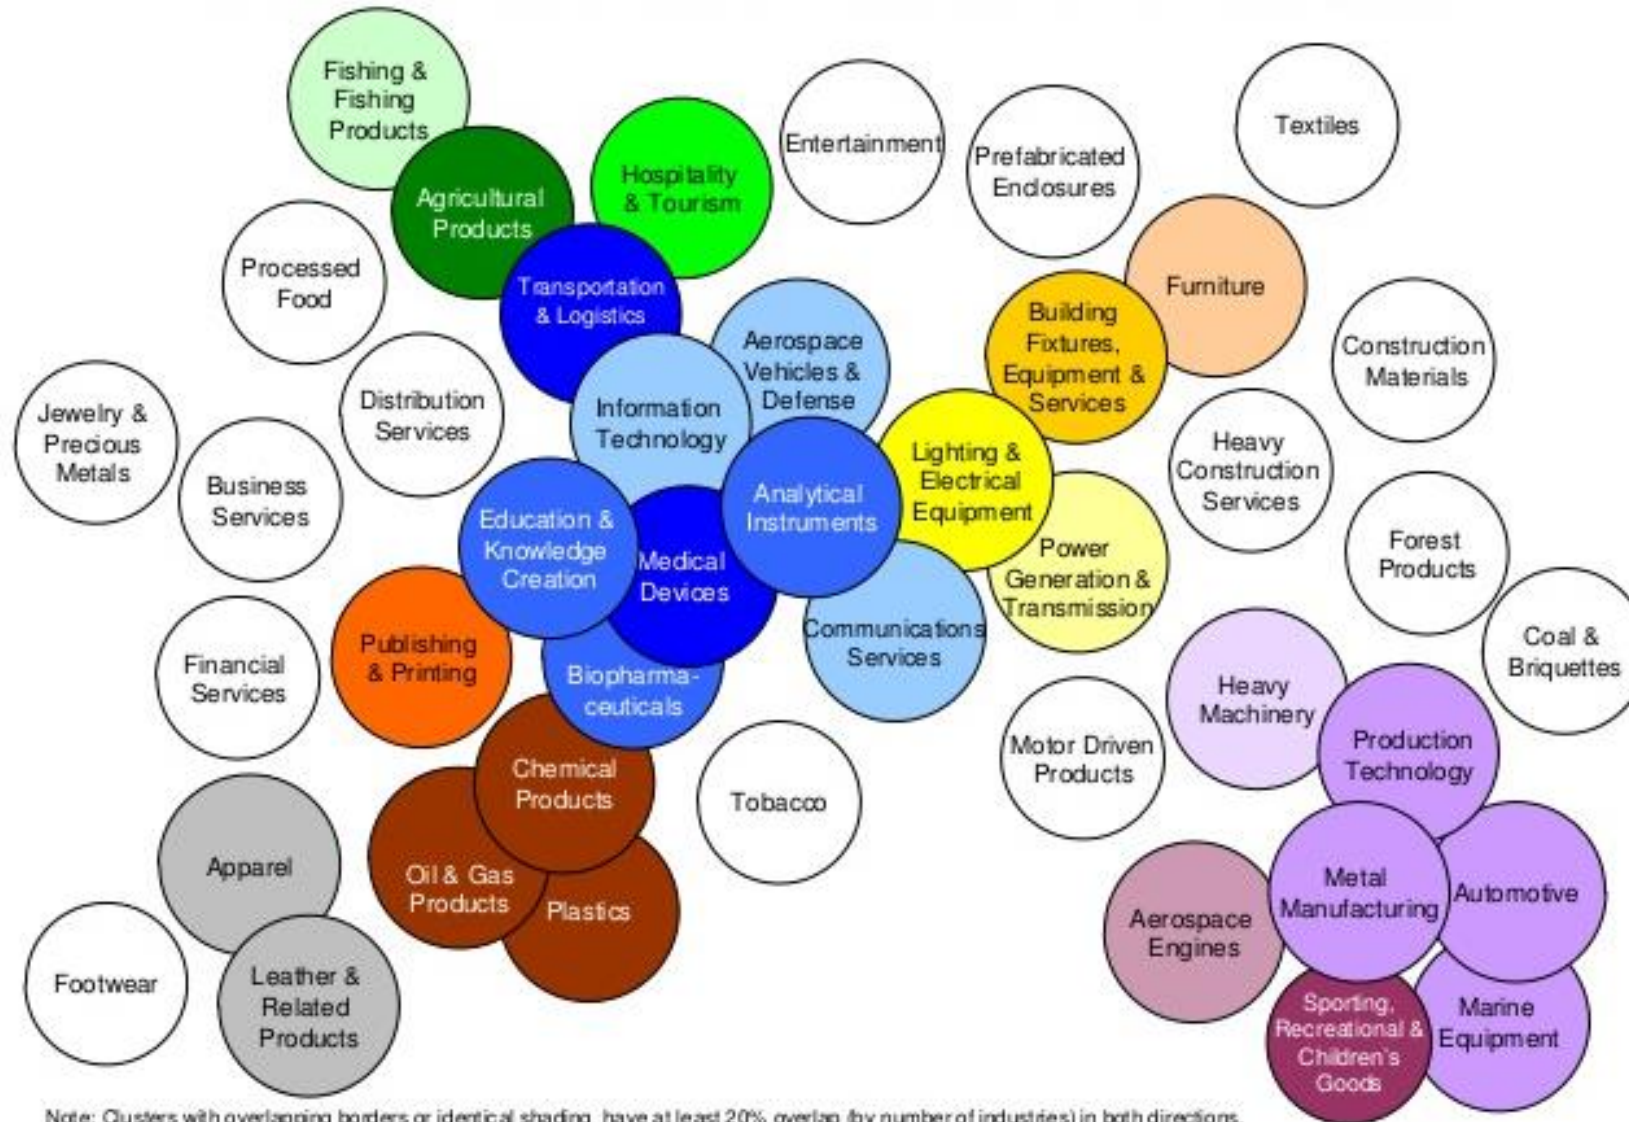 Fishing &
Fishing
Products
Agricultural
Products
Hospitality
& Tourism
Entertainment
Prefabricated
Enclosures
Textiles
Processed
Food
Transportation
& Logistics
Furniture
Aerospace
Vehicles &
Defense
Building
Fixtures,
Equipment &
Services
Construction
Materials
Jewelry &
Precious
Metals
Distribution
Services
Information
Technology
Business
Services
Lighting &
Electrical
Equipment
Heavy
Construction
Services
Analytical
Instruments
Education &
Knowledge
Creation
Medical
Devices
Power
Generation &
Transmission
Forest
Products
Coal &
Briquettes
Financial
Services
Publishing
& Printing
Biopharma-
ceuticals
Communications
Services
Heavy
Machinery
Motor Driven
Products
Production
Technology
Chemical
Products
Tobacco
Apparel
Oil & Gas
Products
Plastics
Aerospace
Engines
Metal
Manufacturing
Automotive
Footwear
Leather &
Related
Products
Sporting,
Recreational &
Children's
Goods
Marine
Equipment
Note: Clusters with overlapping borders or identical shading have at least 20% overlap (by number of industries) in both directions.